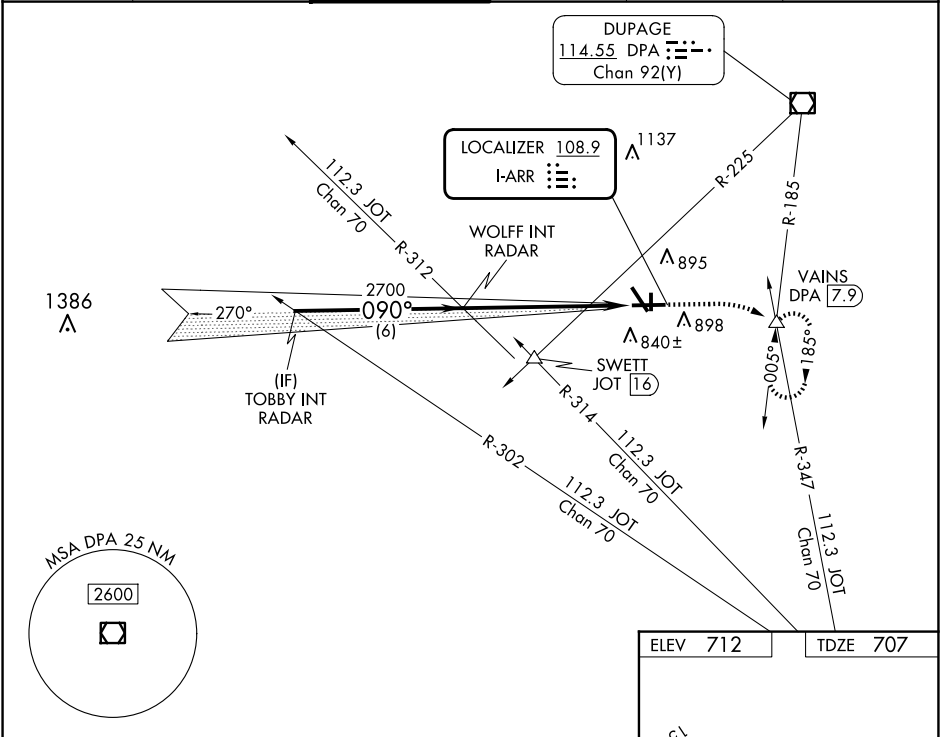 DUPAGE
114.55 DPA
Chan 92(Y)
LOCALIZER 108.9
I-ARR
1137
R-225
R-185
112.3 JOT
Chan 70
R-312
WOLFF INT
RADAR
895
VAINS
DPA 7.9
1386
270°
2700
090°
(6)
898
840±
005°
185°
(IF)
TOBBY INT
RADAR
SWETT
JOT 16
R-314
112.3 JOT
Chan 70
R-302
112.3 JOT
Chan 70
R-347
112.3 JOT
Chan 70
MSA DPA 25 NM
2600
ELEV 712
TDZE 707